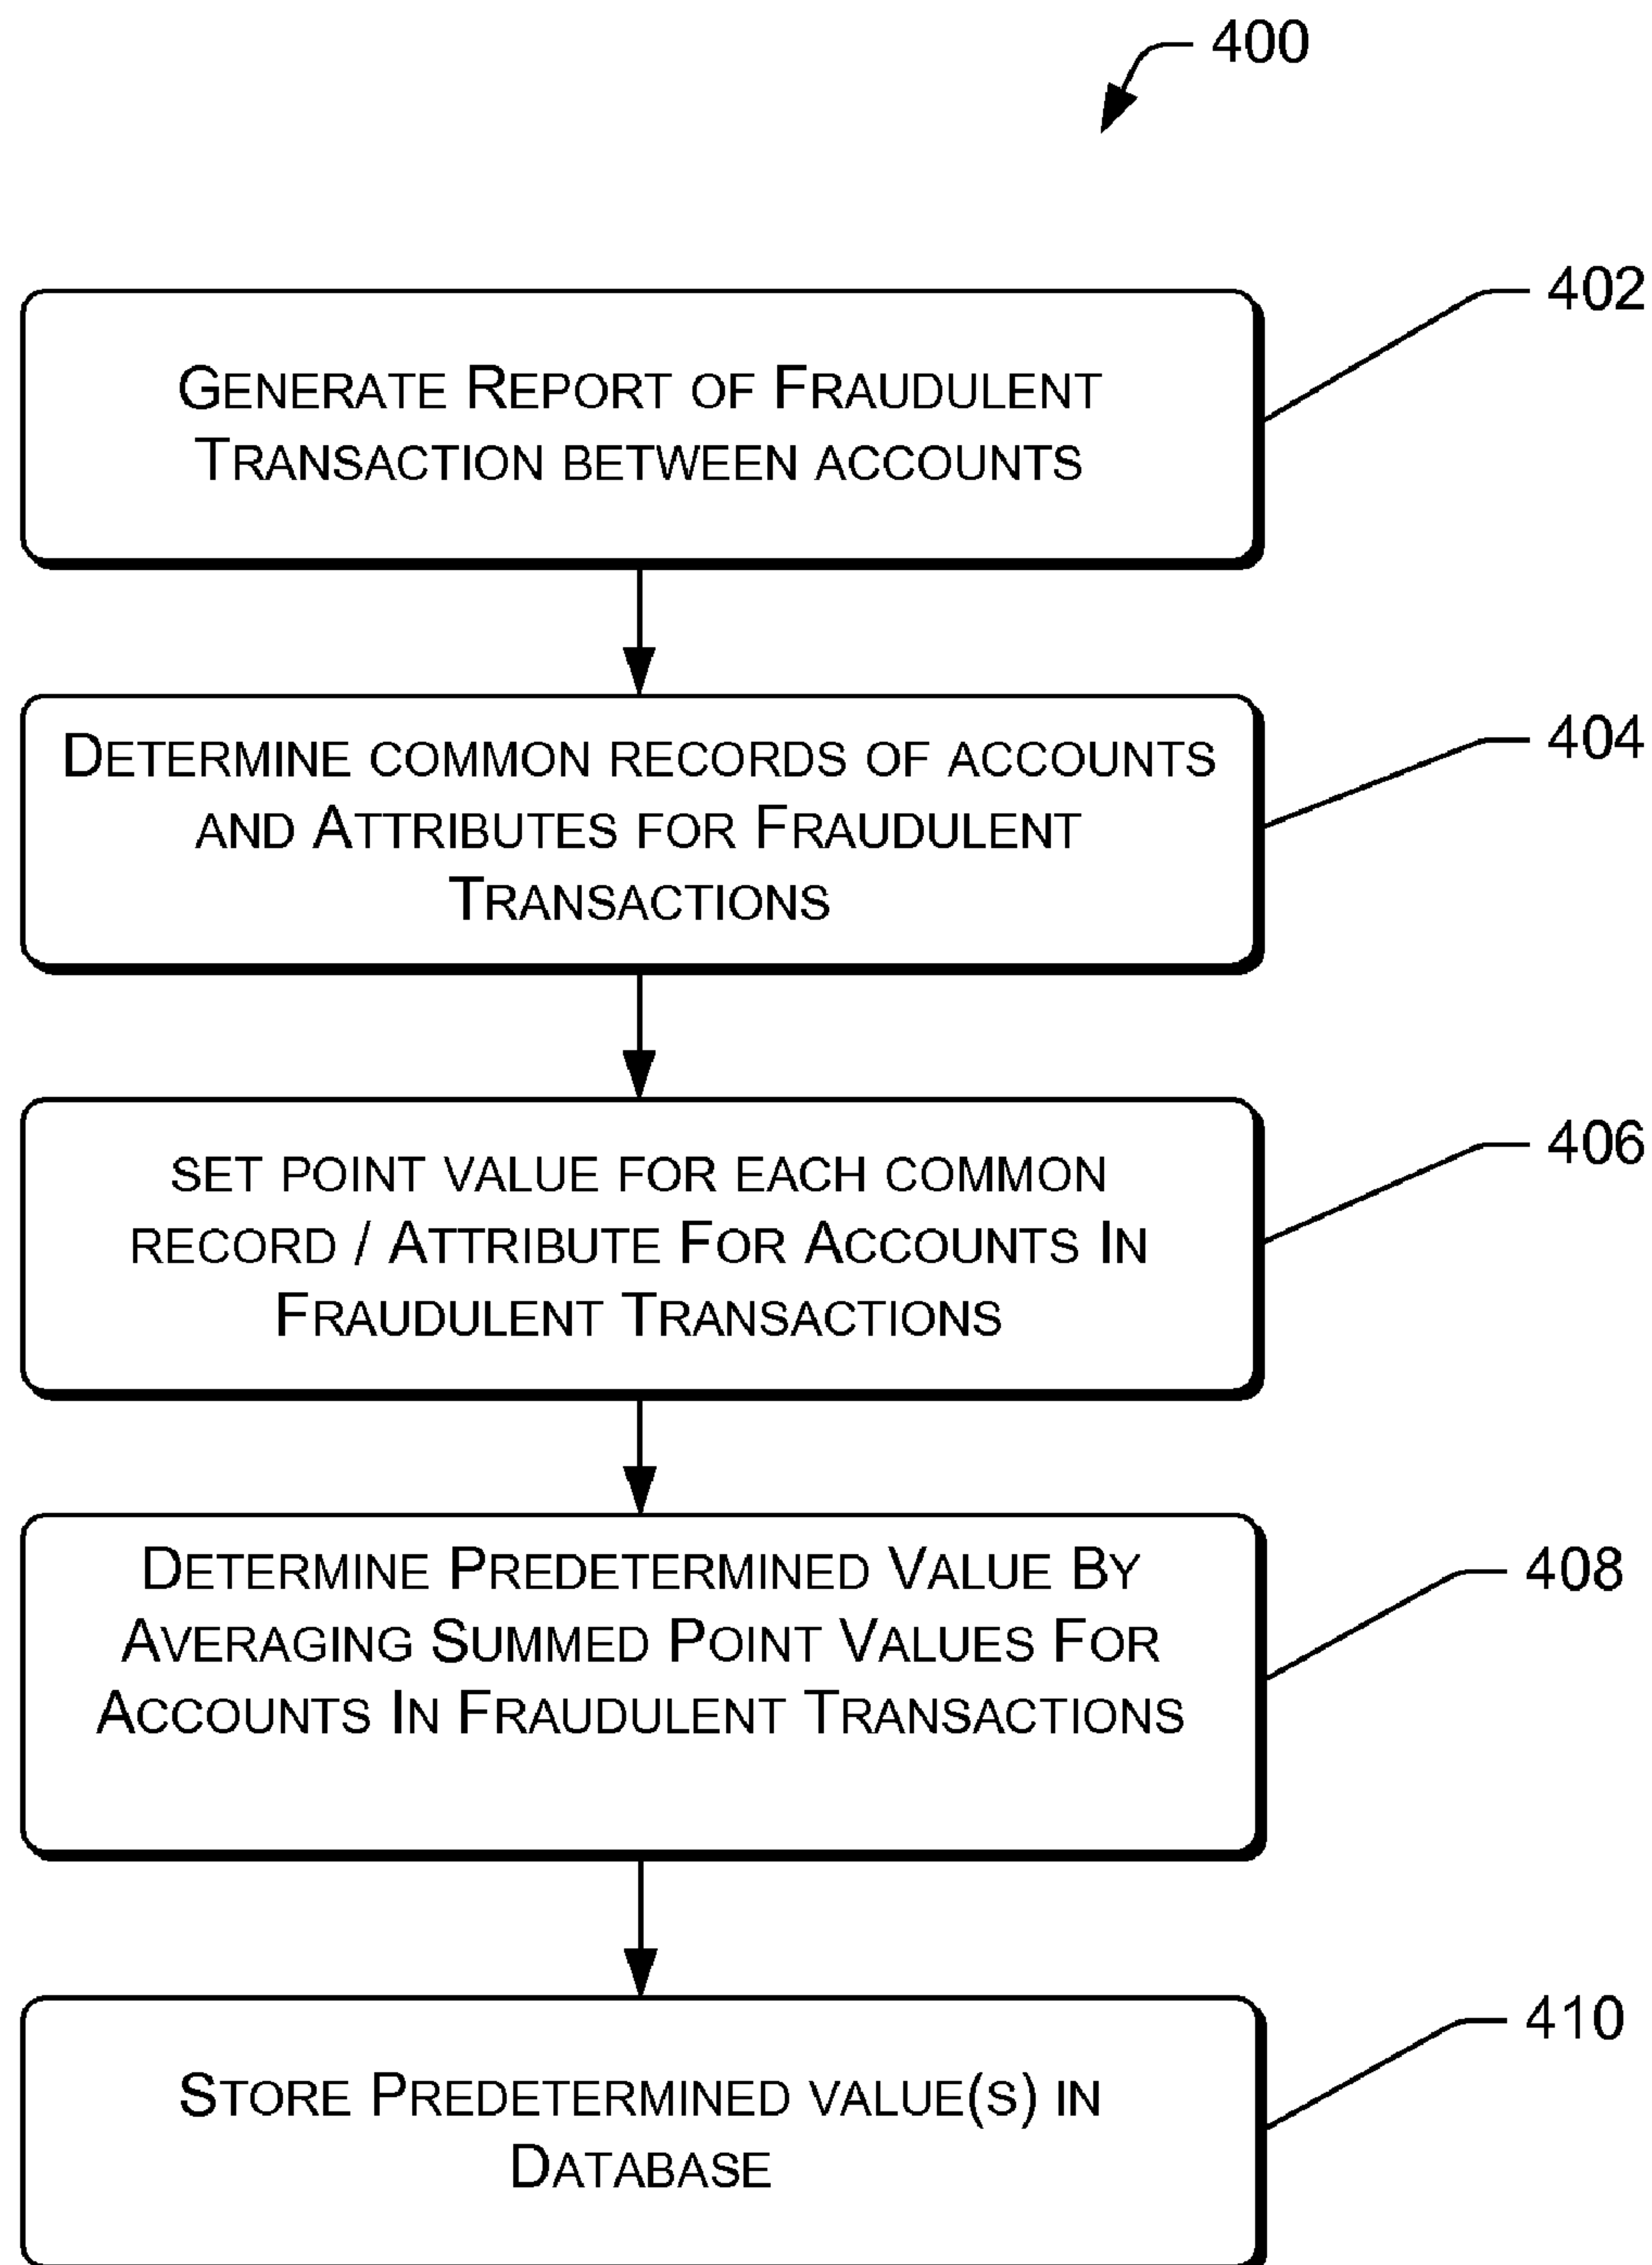 400
402
Generate Report of Fraudulent
Transaction between accounts
404
Determine common records of accounts
and Attributes for Fraudulent
Transactions
406
set point value for each common
record / Attribute For Accounts In
Fraudulent Transactions
408
Determine Predetermined Value By
Averaging Summed Point Values For
Accounts In Fraudulent Transactions
410
Store Predetermined value(s) in
Database